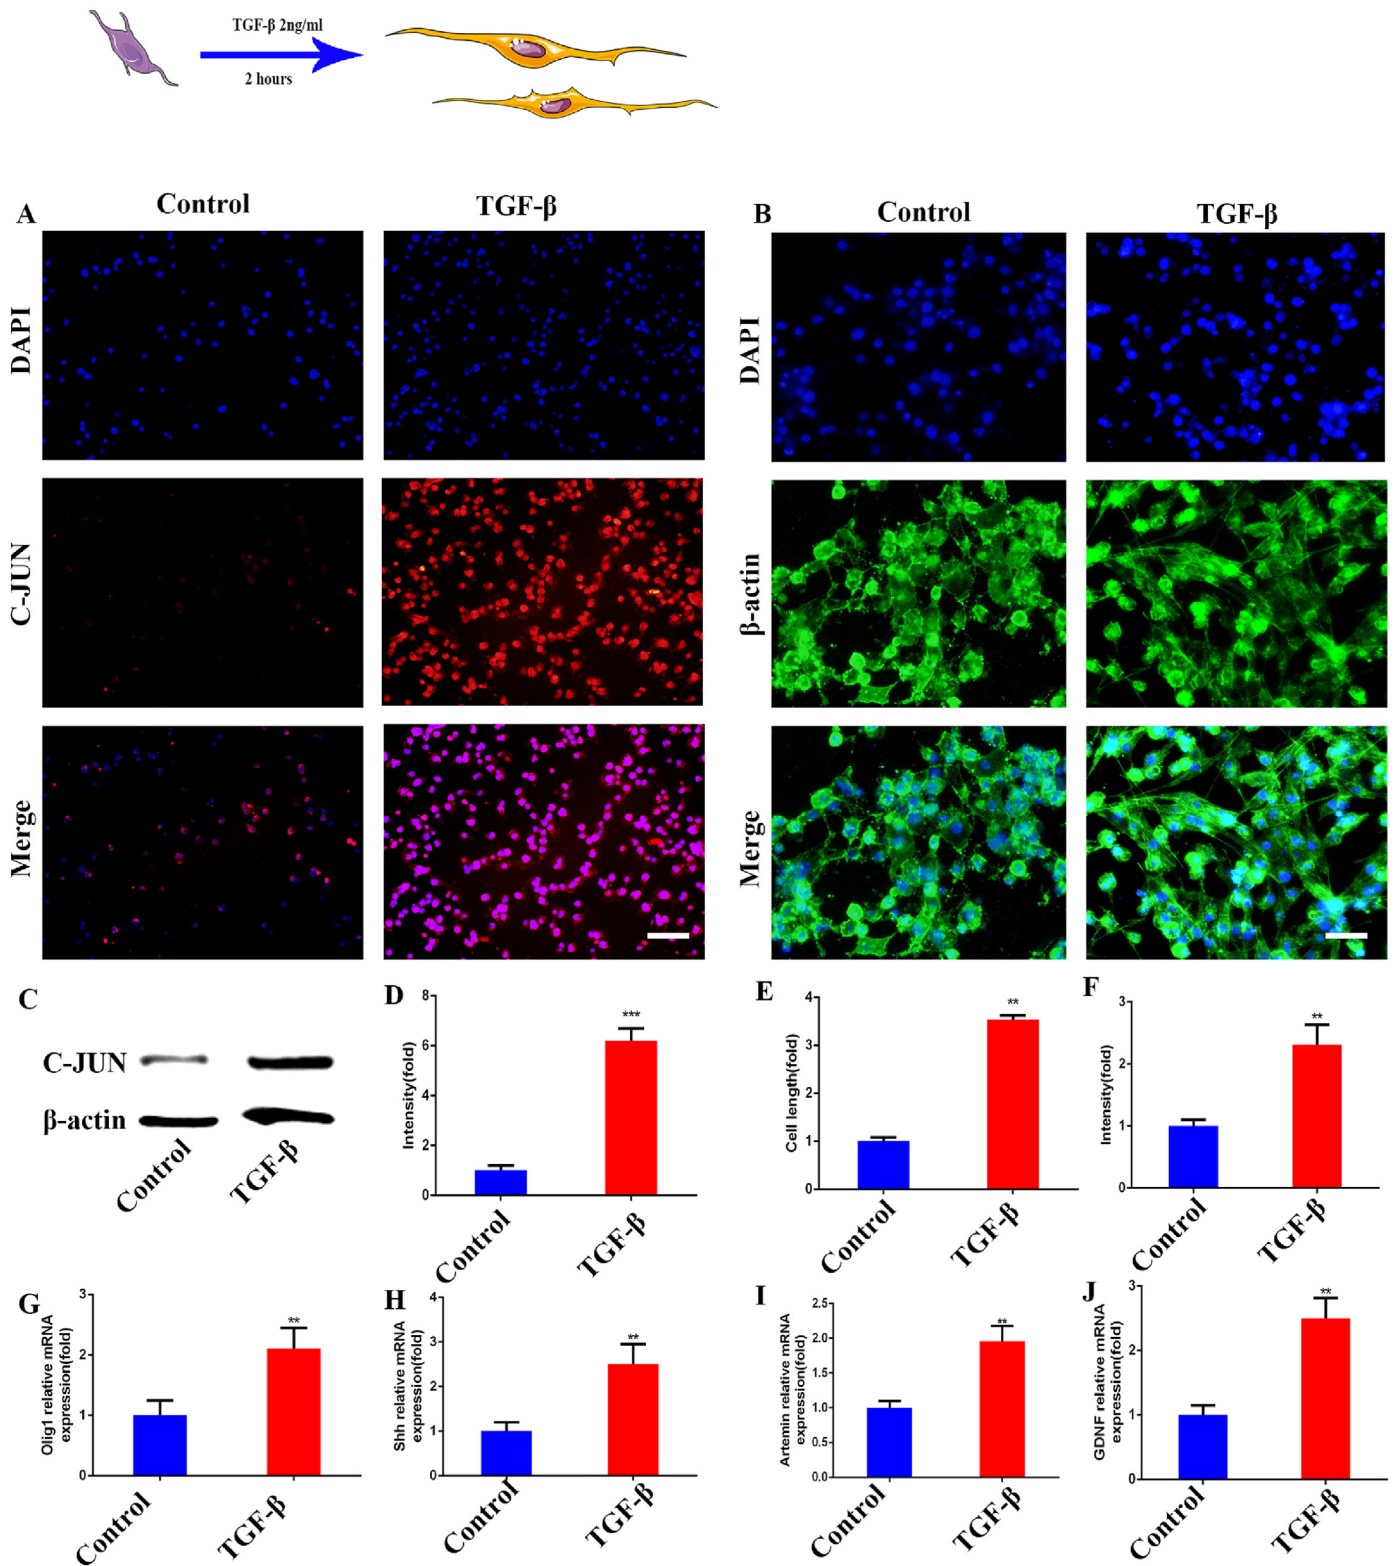 TGF-β 2ng/ml
2 hours
A
Control
TGF-β
DAPI
C-JUN
Merge
B
Control
TGF-β
DAPI
β-actin
Merge
C
C-JUN
β-actin
Control
TGF-β
D
Intensity(fold)
8
6
4
2
0
***
Control
TGF-β
E
Cell length(fold)
4
3
2
1
0
**
Control
TGF-β
F
Intensity(fold)
3
2
1
0
**
Control
TGF-β
G
Olig1 relative mRNA
expression(fold)
3
2
1
0
**
Control
TGF-β
H
Shh relative mRNA
expression(fold)
4
3
2
1
0
**
Control
TGF-β
I
Artemin relative mRNA
expression(fold)
2.5
2.0
1.5
1.0
0.5
0.0
**
Control
TGF-β
J
GDNF relative mRNA
expression(fold)
3
2
1
0
**
Control
TGF-β